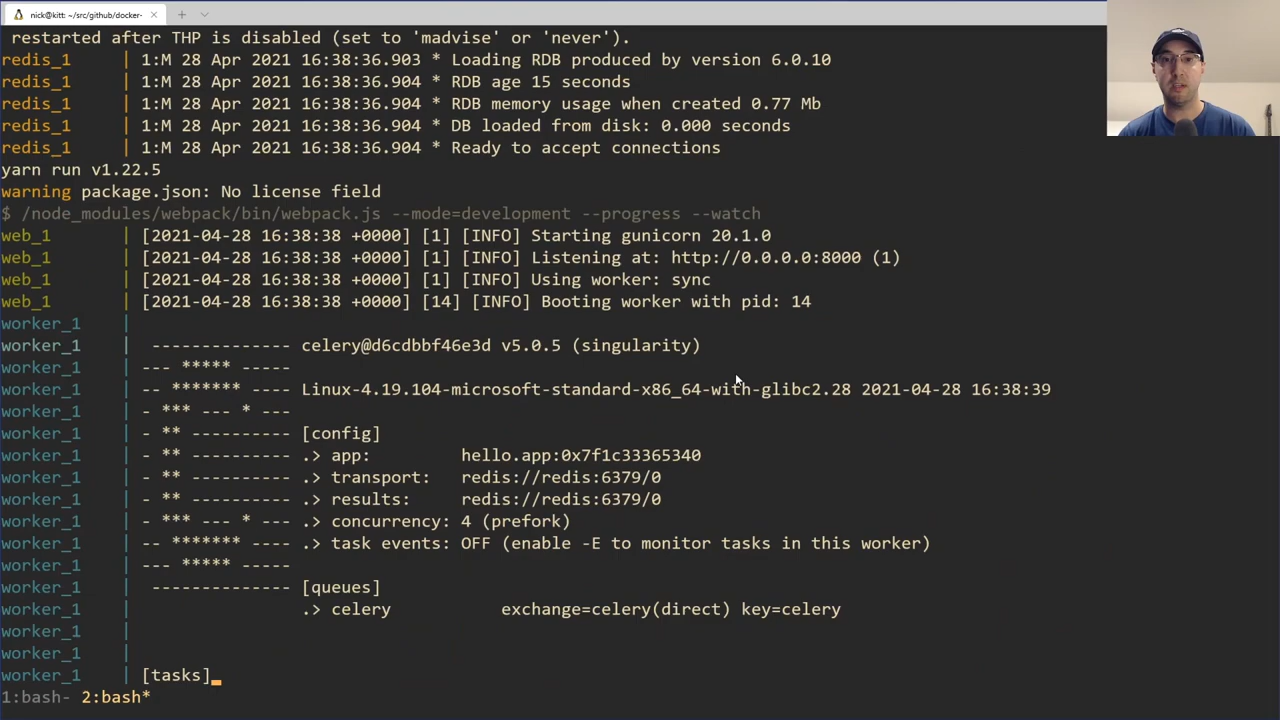 nick@kitt: ~/src/github/docker-
restarted after THP is disabled (set to 'madvise' or 'never').
redis_1 | 1:M 28 Apr 2021 16:38:36.903 * Loading RDB produced by version 6.0.10
redis_1 | 1:M 28 Apr 2021 16:38:36.904 * RDB age 15 seconds
redis_1 | 1:M 28 Apr 2021 16:38:36.904 * RDB memory usage when created 0.77 Mb
redis_1 | 1:M 28 Apr 2021 16:38:36.904 * DB loaded from disk: 0.000 seconds
redis_1 | 1:M 28 Apr 2021 16:38:36.904 * Ready to accept connections
yarn run v1.22.5
warning package.json: No license field
$ /node_modules/webpack/bin/webpack.js --mode=development --progress --watch
web_1 | [2021-04-28 16:38:38 +0000] [1] [INFO] Starting gunicorn 20.1.0
web_1 | [2021-04-28 16:38:38 +0000] [1] [INFO] Listening at: http://0.0.0.0:8000 (1)
web_1 | [2021-04-28 16:38:38 +0000] [1] [INFO] Using worker: sync
web_1 | [2021-04-28 16:38:38 +0000] [14] [INFO] Booting worker with pid: 14
worker_1 |
worker_1 | -------------- celery@d6cdbbf46e3d v5.0.5 (singularity)
worker_1 | --- ***** -----
worker_1 | -- ******* ---- Linux-4.19.104-microsoft-standard-x86_64-with-glibc2.28 2021-04-28 16:38:39
worker_1 | - *** --- * ---
worker_1 | - ** ---------- [config]
worker_1 | - ** ---------- .> app: hello.app:0x7f1c33365340
worker_1 | - ** ---------- .> transport: redis://redis:6379/0
worker_1 | - ** ---------- .> results: redis://redis:6379/0
worker_1 | - *** --- * --- .> concurrency: 4 (prefork)
worker_1 | -- ******* ---- .> task events: OFF (enable -E to monitor tasks in this worker)
worker_1 | --- ***** -----
worker_1 | -------------- [queues]
worker_1 | .> celery exchange=celery(direct) key=celery
worker_1 |
worker_1 |
worker_1 | [tasks]
1:bash- 2:bash*